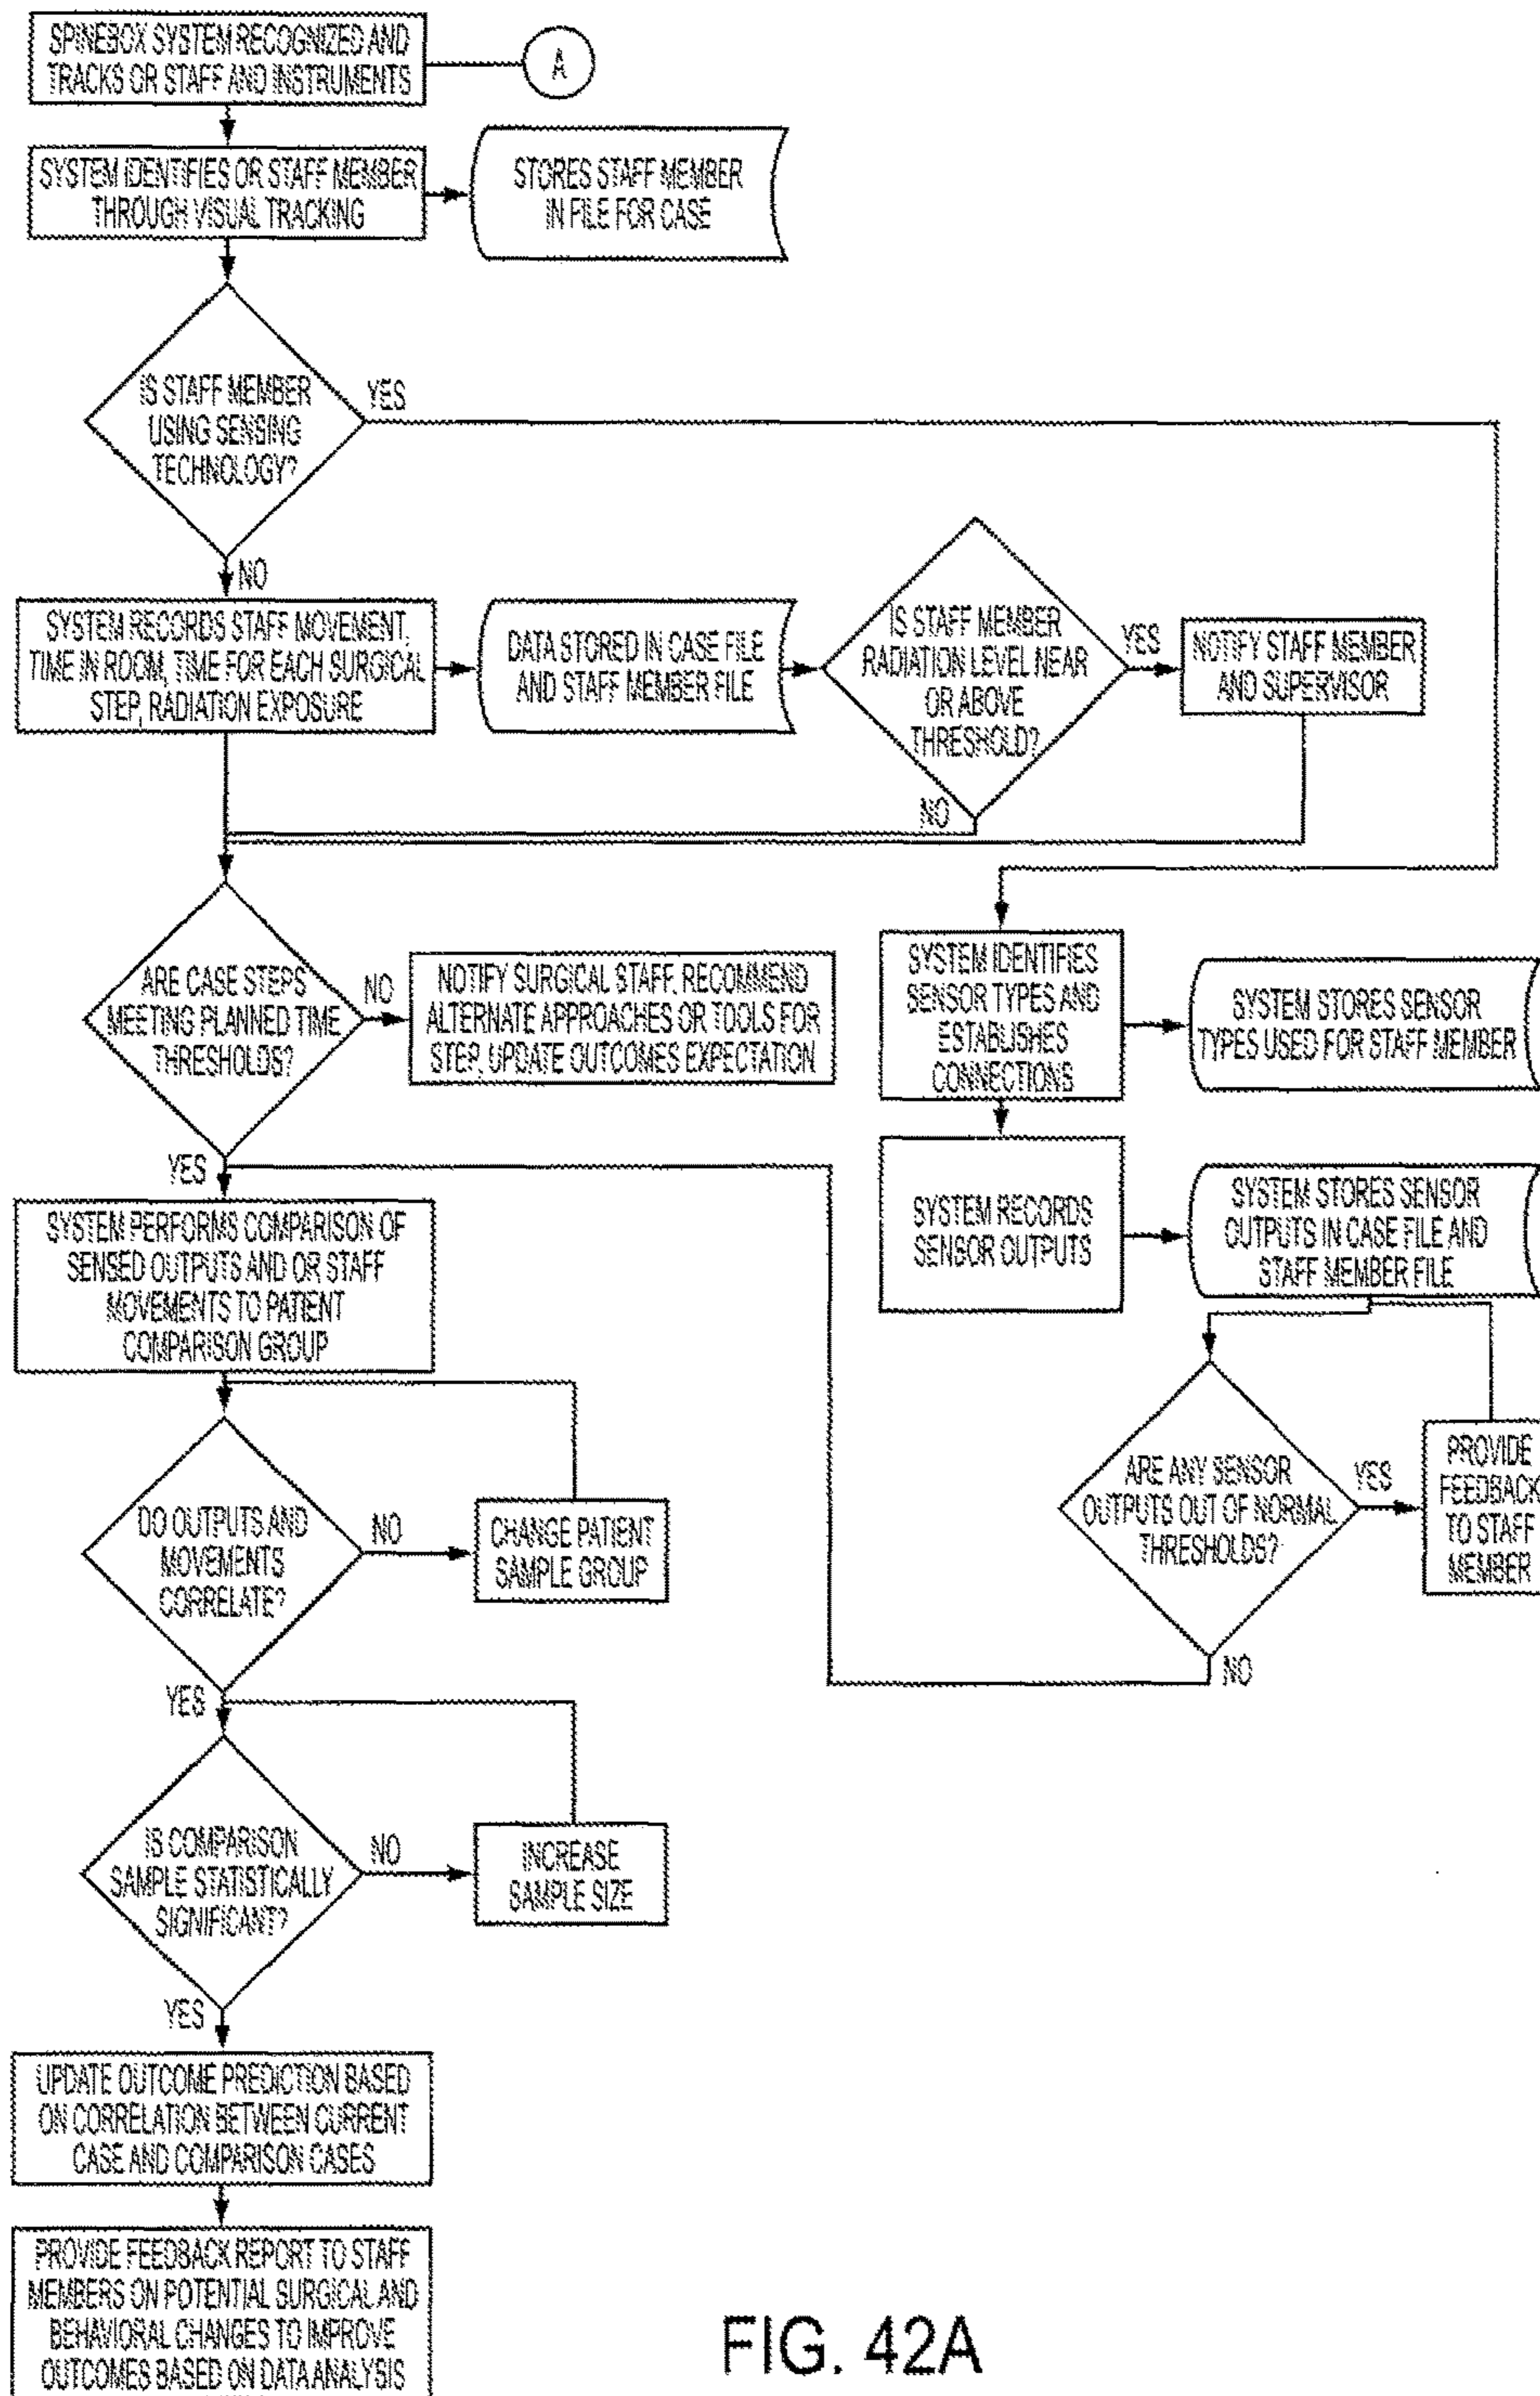 SPINEBOX SYSTEM RECOGNIZED AND
TRACKS OR STAFF AND INSTRUMENTS
A
SYSTEM IDENTIFIES OR STAFF MEMBER
THROUGH VISUAL TRACKING
STORES STAFF MEMBER
IN FILE FOR CASE
IS STAFF MEMBER
USING SENSING
TECHNOLOGY?
YES
NO
SYSTEM RECORDS STAFF MOVEMENT,
TIME IN ROOM, TIME FOR EACH SURGICAL
STEP, RADIATION EXPOSURE
DATA STORED IN CASE FILE
AND STAFF MEMBER FILE
IS STAFF MEMBER
RADIATION LEVEL NEAR
OR ABOVE
THRESHOLD?
YES
NOTIFY STAFF MEMBER
AND SUPERVISOR
NO
ARE CASE STEPS
MEETING PLANNED TIME
THRESHOLDS?
NO
NOTIFY SURGICAL STAFF, RECOMMEND
ALTERNATE APPROACHES OR TOOLS FOR
STEP, UPDATE OUTCOMES EXPECTATION
SYSTEM IDENTIFIES
SENSOR TYPES AND
ESTABLISHES
CONNECTIONS
SYSTEM STORES SENSOR
TYPES USED FOR STAFF MEMBER
YES
SYSTEM PERFORMS COMPARISON OF
SENSED OUTPUTS AND OR STAFF
MOVEMENTS TO PATIENT
COMPARISON GROUP
SYSTEM RECORDS
SENSOR OUTPUTS
SYSTEM STORES SENSOR
OUTPUTS IN CASE FILE AND
STAFF MEMBER FILE
ARE ANY SENSOR
OUTPUTS OUT OF NORMAL
THRESHOLDS?
YES
PROVIDE
FEEDBACK
TO STAFF
MEMBER
NO
DO OUTPUTS AND
MOVEMENTS
CORRELATE?
NO
CHANGE PATIENT
SAMPLE GROUP
YES
IS COMPARISON
SAMPLE STATISTICALLY
SIGNIFICANT?
NO
INCREASE
SAMPLE SIZE
YES
UPDATE OUTCOME PREDICTION BASED
ON CORRELATION BETWEEN CURRENT
CASE AND COMPARISON CASES
PROVIDE FEEDBACK REPORT TO STAFF
MEMBERS ON POTENTIAL SURGICAL AND
BEHAVIORAL CHANGES TO IMPROVE
OUTCOMES BASED ON DATA ANALYSIS
FIG. 42A